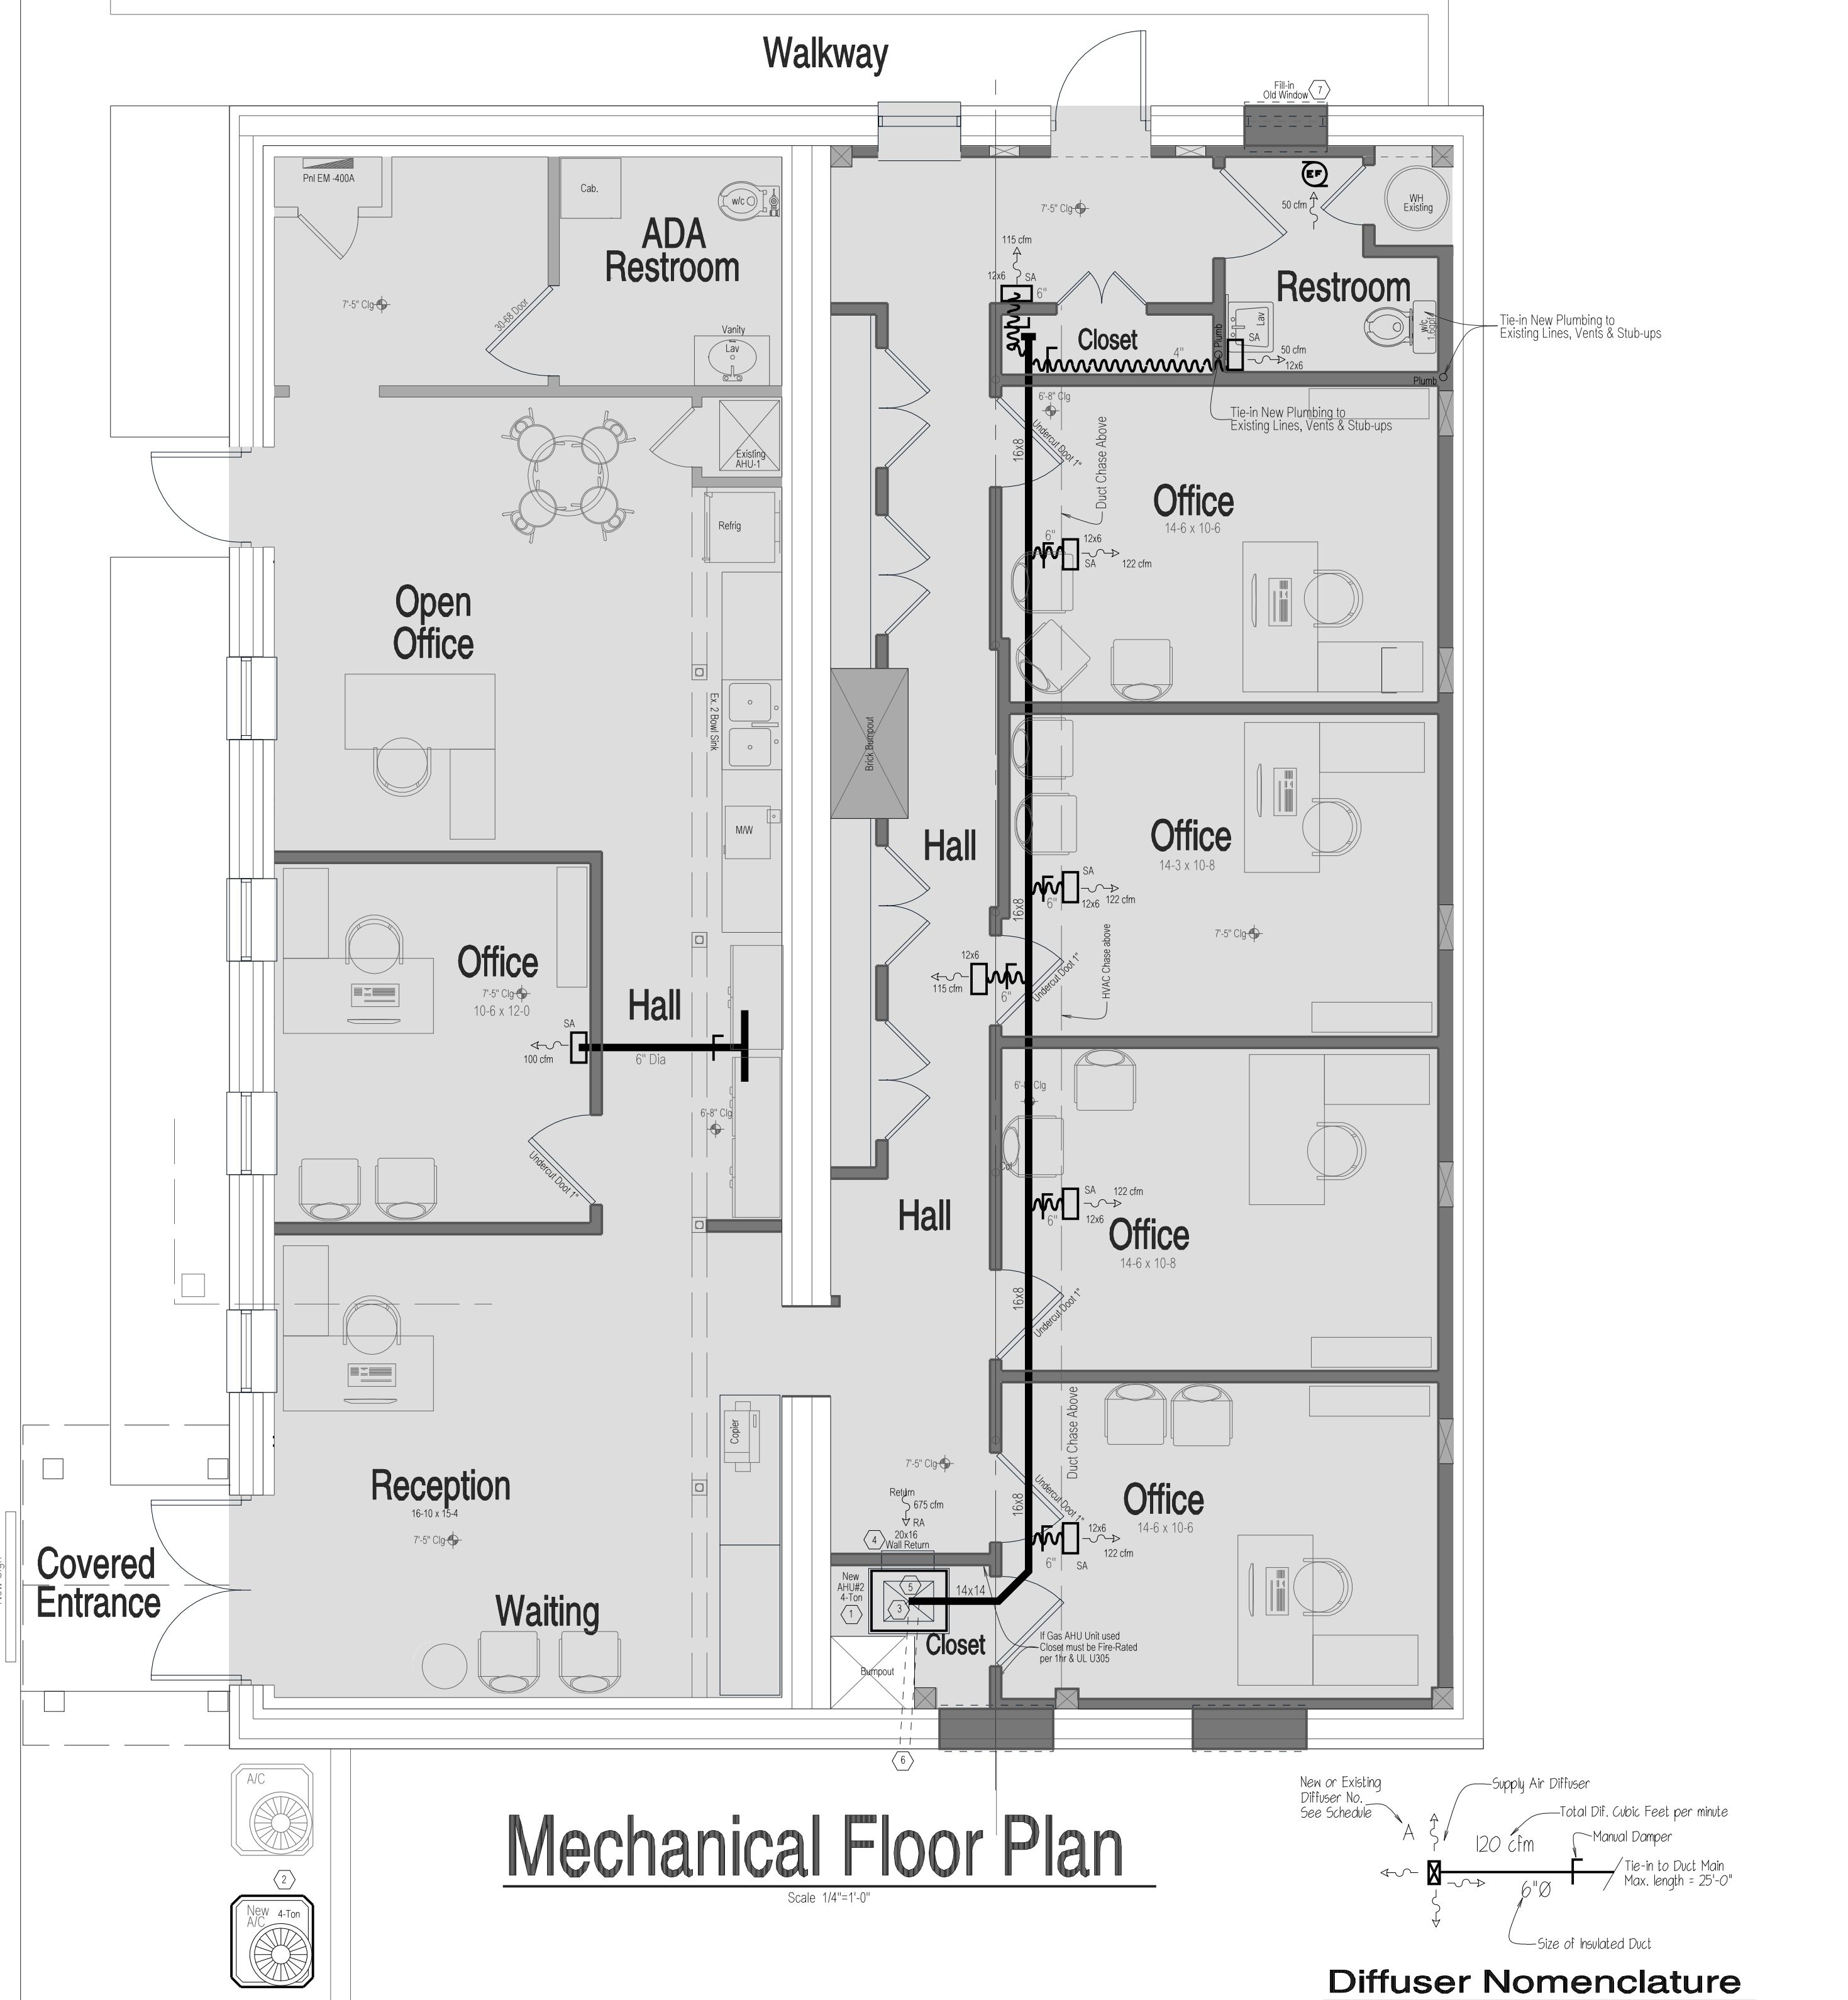 Walkway
Fill-in
Old Window
7
Pnl EM -400A
Cab.
w/c
ADA
Restroom
7'-5" Clg
30-68 Door
Vanity
Lav
7'-5" Clg
EF
50 cfm
WH
Existing
115 cfm
12x6
SA
6"
Restroom
Closet
4"
Plumb
Lav
SA
50 cfm
12x6
w/c
Plumb
Tie-in New Plumbing to
Existing Lines, Vents & Stub-ups
Tie-in New Plumbing to
Existing Lines, Vents & Stub-ups
Existing
AHU-1
Refrig
Open
Office
Ex. 2 Bowl Sink
M/W
Brick Bumpout
6'-8" Clg
16x8
Undercut Doot 1"
Duct Chase Above
Office
14-6 x 10-6
6"
12x6
SA
122 cfm
Hall
Office
14-3 x 10-8
7'-5" Clg
SA
16x8
6"
12x6
122 cfm
12x6
115 cfm
6"
Undercut Doot 1"
HVAC Chase above
Office
7'-5" Clg
10-6 x 12-0
SA
100 cfm
Hall
6" Dia
6'-8" Clg
Undercut Doot 1"
Hall
SA
122 cfm
6"
12x6
Office
14-6 x 10-8
16x8
Undercut Doot 1"
Duct Chase Above
Copier
Reception
16-10 x 15-4
7'-5" Clg
Waiting
Covered
Entrance
7'-5" Clg
Return
675 cfm
RA
20x16
Wall Return
4
16x8
Undercut Doot 1"
Office
14-6 x 10-6
12x6
122 cfm
6"
SA
New
AHU#2
4-Ton
1
5
3
14x14
Closet
Bumpout
If Gas AHU Unit used
Closet must be Fire-Rated
per 1hr & UL U305
6
A/C
2
New
A/C
4-Ton
Mechanical Floor Plan
Scale 1/4"=1'-0"
New or Existing
Diffuser No.
See Schedule
A
Supply Air Diffuser
Total Dif. Cubic Feet per minute
120 cfm
Manual Damper
Tie-in to Duct Main
Max. length = 25'-0"
6"Ø
Size of Insulated Duct
Diffuser Nomenclature